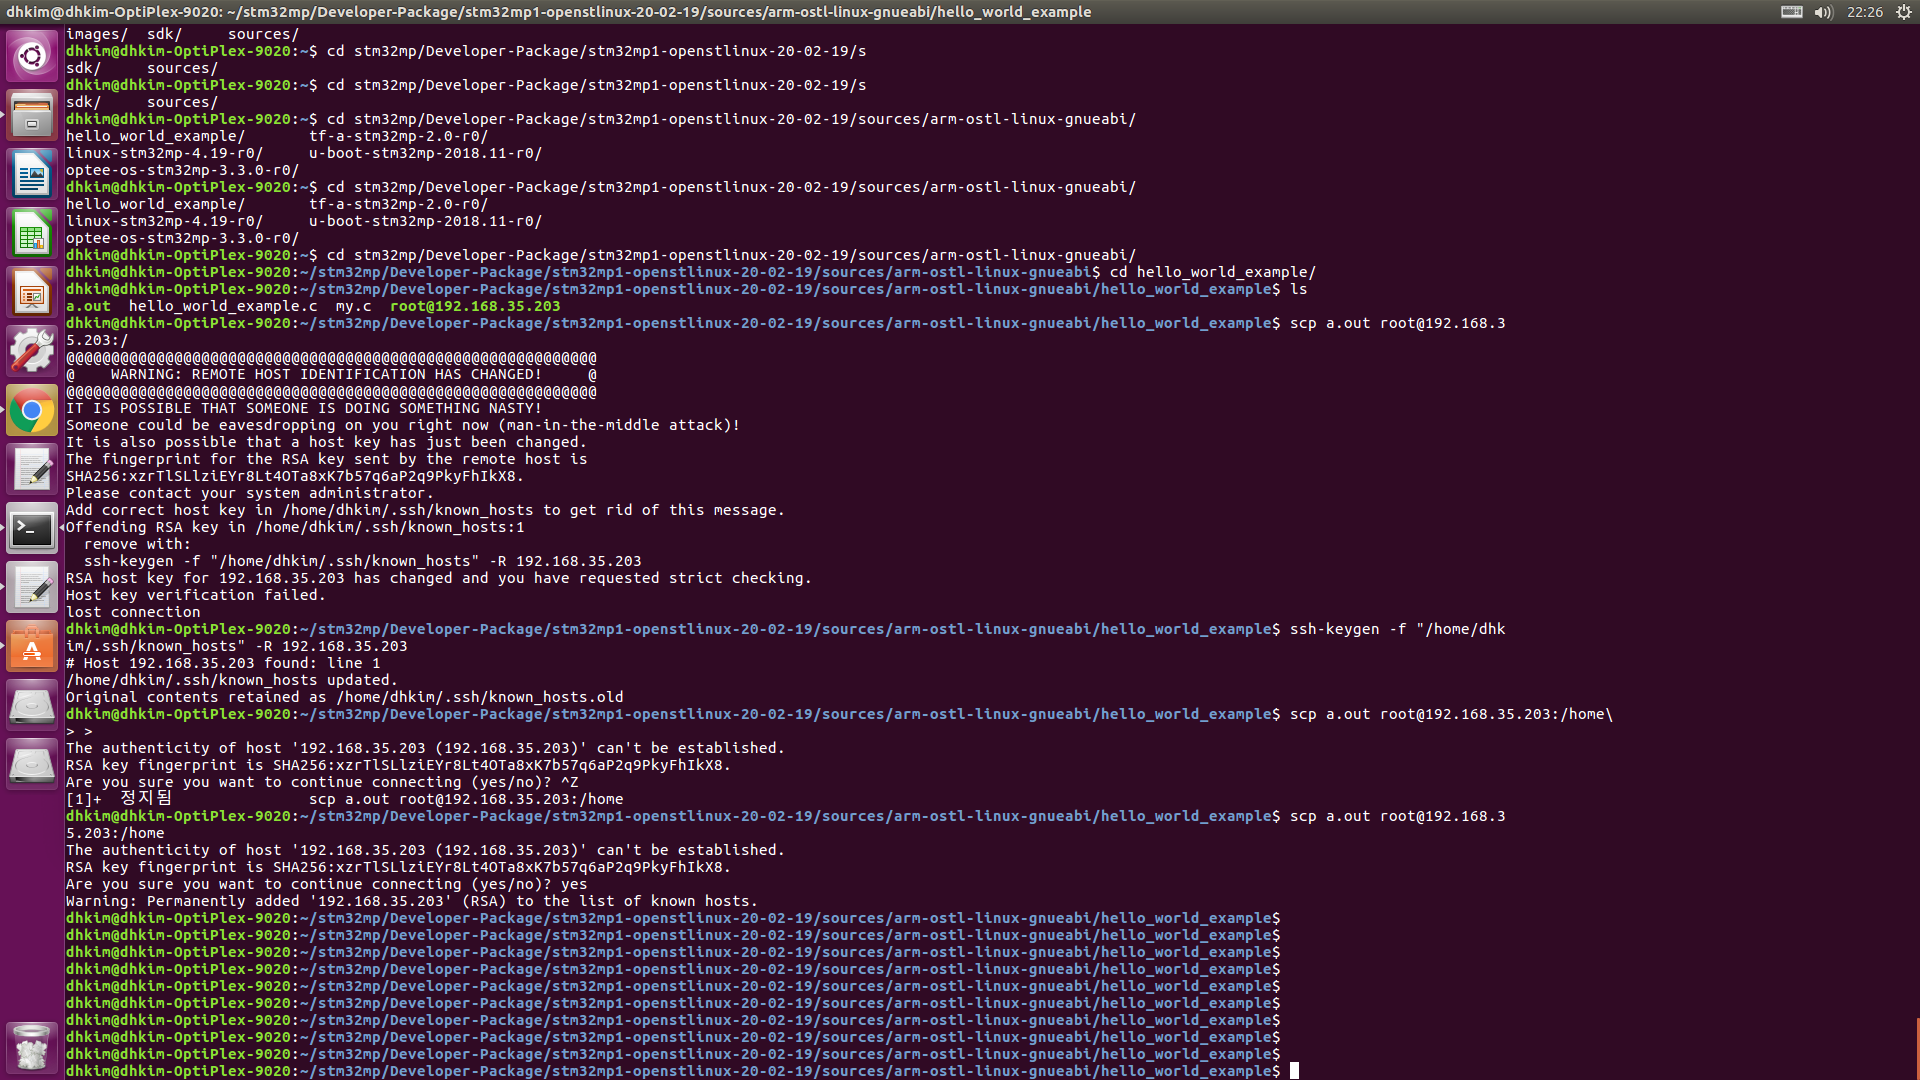 dhkim@dhkim-OptiPlex-9020: ~/stm32mp/Developer-Package/stm32mp1-openstlinux-20-02-19/sources/arm-ostl-linux-gnueabi/hello_world_example 22:26
images/  sdk/     sources/
dhkim@dhkim-OptiPlex-9020:~$ cd stm32mp/Developer-Package/stm32mp1-openstlinux-20-02-19/s
sdk/     sources/
dhkim@dhkim-OptiPlex-9020:~$ cd stm32mp/Developer-Package/stm32mp1-openstlinux-20-02-19/s
sdk/     sources/
dhkim@dhkim-OptiPlex-9020:~$ cd stm32mp/Developer-Package/stm32mp1-openstlinux-20-02-19/sources/arm-ostl-linux-gnueabi/
hello_world_example/       tf-a-stm32mp-2.0-r0/
linux-stm32mp-4.19-r0/     u-boot-stm32mp-2018.11-r0/
optee-os-stm32mp-3.3.0-r0/
dhkim@dhkim-OptiPlex-9020:~$ cd stm32mp/Developer-Package/stm32mp1-openstlinux-20-02-19/sources/arm-ostl-linux-gnueabi/
hello_world_example/       tf-a-stm32mp-2.0-r0/
linux-stm32mp-4.19-r0/     u-boot-stm32mp-2018.11-r0/
optee-os-stm32mp-3.3.0-r0/
dhkim@dhkim-OptiPlex-9020:~$ cd stm32mp/Developer-Package/stm32mp1-openstlinux-20-02-19/sources/arm-ostl-linux-gnueabi/
dhkim@dhkim-OptiPlex-9020:~/stm32mp/Developer-Package/stm32mp1-openstlinux-20-02-19/sources/arm-ostl-linux-gnueabi$ cd hello_world_example/
dhkim@dhkim-OptiPlex-9020:~/stm32mp/Developer-Package/stm32mp1-openstlinux-20-02-19/sources/arm-ostl-linux-gnueabi/hello_world_example$ ls
a.out  hello_world_example.c  my.c  root@192.168.35.203
dhkim@dhkim-OptiPlex-9020:~/stm32mp/Developer-Package/stm32mp1-openstlinux-20-02-19/sources/arm-ostl-linux-gnueabi/hello_world_example$ scp a.out root@192.168.3
5.203:/
@@@@@@@@@@@@@@@@@@@@@@@@@@@@@@@@@@@@@@@@@@@@@@@@@@@@@@@@@@@
@    WARNING: REMOTE HOST IDENTIFICATION HAS CHANGED!     @
@@@@@@@@@@@@@@@@@@@@@@@@@@@@@@@@@@@@@@@@@@@@@@@@@@@@@@@@@@@
IT IS POSSIBLE THAT SOMEONE IS DOING SOMETHING NASTY!
Someone could be eavesdropping on you right now (man-in-the-middle attack)!
It is also possible that a host key has just been changed.
The fingerprint for the RSA key sent by the remote host is
SHA256:xzrTlSLlziEYr8Lt4OTa8xK7b57q6aP2q9PkyFhIkX8.
Please contact your system administrator.
Add correct host key in /home/dhkim/.ssh/known_hosts to get rid of this message.
Offending RSA key in /home/dhkim/.ssh/known_hosts:1
  remove with:
  ssh-keygen -f "/home/dhkim/.ssh/known_hosts" -R 192.168.35.203
RSA host key for 192.168.35.203 has changed and you have requested strict checking.
Host key verification failed.
lost connection
dhkim@dhkim-OptiPlex-9020:~/stm32mp/Developer-Package/stm32mp1-openstlinux-20-02-19/sources/arm-ostl-linux-gnueabi/hello_world_example$ ssh-keygen -f "/home/dhk
im/.ssh/known_hosts" -R 192.168.35.203
# Host 192.168.35.203 found: line 1
/home/dhkim/.ssh/known_hosts updated.
Original contents retained as /home/dhkim/.ssh/known_hosts.old
dhkim@dhkim-OptiPlex-9020:~/stm32mp/Developer-Package/stm32mp1-openstlinux-20-02-19/sources/arm-ostl-linux-gnueabi/hello_world_example$ scp a.out root@192.168.35.203:/home\
> >
The authenticity of host '192.168.35.203 (192.168.35.203)' can't be established.
RSA key fingerprint is SHA256:xzrTlSLlziEYr8Lt4OTa8xK7b57q6aP2q9PkyFhIkX8.
Are you sure you want to continue connecting (yes/no)? ^Z
[1]+  정지됨               scp a.out root@192.168.35.203:/home
dhkim@dhkim-OptiPlex-9020:~/stm32mp/Developer-Package/stm32mp1-openstlinux-20-02-19/sources/arm-ostl-linux-gnueabi/hello_world_example$ scp a.out root@192.168.3
5.203:/home
The authenticity of host '192.168.35.203 (192.168.35.203)' can't be established.
RSA key fingerprint is SHA256:xzrTlSLlziEYr8Lt4OTa8xK7b57q6aP2q9PkyFhIkX8.
Are you sure you want to continue connecting (yes/no)? yes
Warning: Permanently added '192.168.35.203' (RSA) to the list of known hosts.
dhkim@dhkim-OptiPlex-9020:~/stm32mp/Developer-Package/stm32mp1-openstlinux-20-02-19/sources/arm-ostl-linux-gnueabi/hello_world_example$
dhkim@dhkim-OptiPlex-9020:~/stm32mp/Developer-Package/stm32mp1-openstlinux-20-02-19/sources/arm-ostl-linux-gnueabi/hello_world_example$
dhkim@dhkim-OptiPlex-9020:~/stm32mp/Developer-Package/stm32mp1-openstlinux-20-02-19/sources/arm-ostl-linux-gnueabi/hello_world_example$
dhkim@dhkim-OptiPlex-9020:~/stm32mp/Developer-Package/stm32mp1-openstlinux-20-02-19/sources/arm-ostl-linux-gnueabi/hello_world_example$
dhkim@dhkim-OptiPlex-9020:~/stm32mp/Developer-Package/stm32mp1-openstlinux-20-02-19/sources/arm-ostl-linux-gnueabi/hello_world_example$
dhkim@dhkim-OptiPlex-9020:~/stm32mp/Developer-Package/stm32mp1-openstlinux-20-02-19/sources/arm-ostl-linux-gnueabi/hello_world_example$
dhkim@dhkim-OptiPlex-9020:~/stm32mp/Developer-Package/stm32mp1-openstlinux-20-02-19/sources/arm-ostl-linux-gnueabi/hello_world_example$
dhkim@dhkim-OptiPlex-9020:~/stm32mp/Developer-Package/stm32mp1-openstlinux-20-02-19/sources/arm-ostl-linux-gnueabi/hello_world_example$
dhkim@dhkim-OptiPlex-9020:~/stm32mp/Developer-Package/stm32mp1-openstlinux-20-02-19/sources/arm-ostl-linux-gnueabi/hello_world_example$
dhkim@dhkim-OptiPlex-9020:~/stm32mp/Developer-Package/stm32mp1-openstlinux-20-02-19/sources/arm-ostl-linux-gnueabi/hello_world_example$